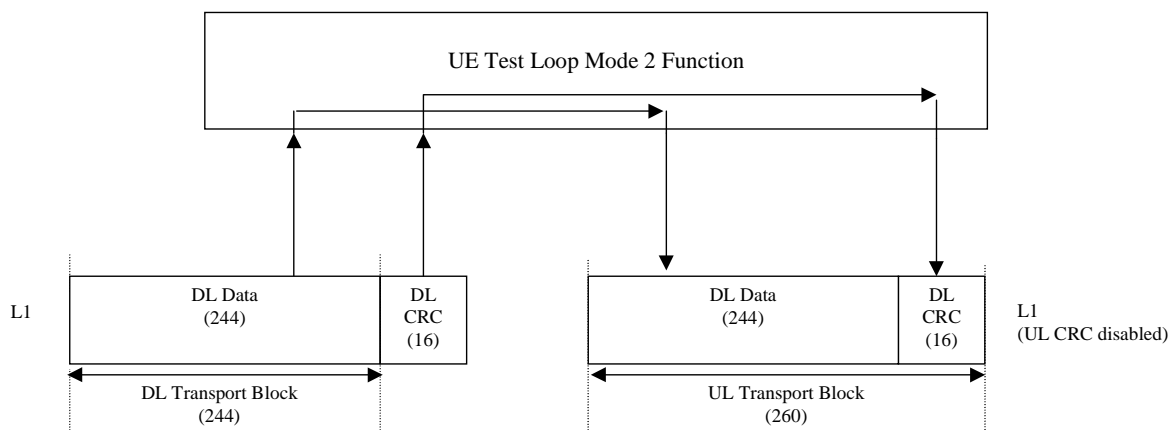 UE Test Loop Mode 2 Function
L1
DL Data
(244)
DL
CRC
(16)
DL Data
(244)
DL
CRC
(16)
L1
(UL CRC disabled)
DL Transport Block
(244)
UL Transport Block
(260)